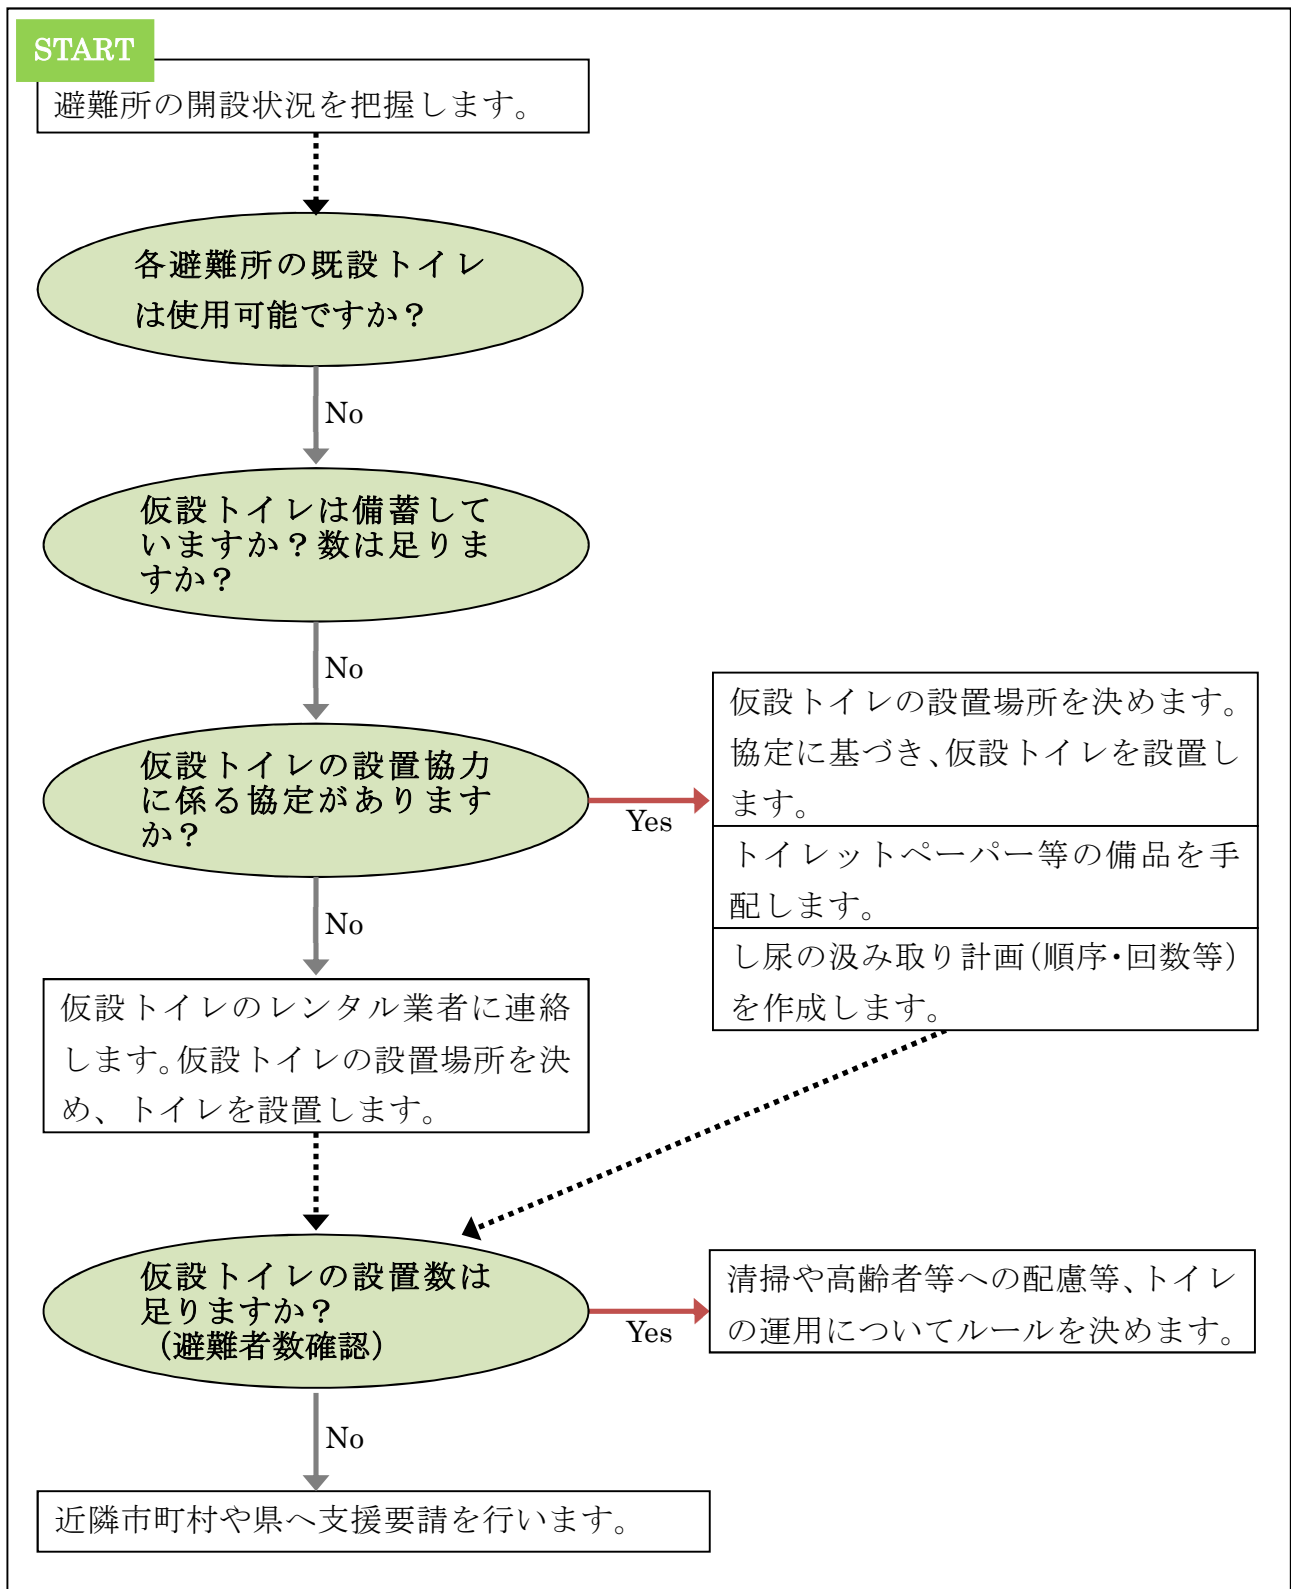 START
避難所の開設状況を把握します。
各避難所の既設トイレ
は使用可能ですか？
No
仮設トイレは備蓄して
いますか？数は足りま
すか？
No
仮設トイレの設置協力
に係る協定があります
か？
Yes
仮設トイレの設置場所を決めます。
協定に基づき、仮設トイレを設置し
ます。
トイレットペーパー等の備品を手
配します。
し尿の汲み取り計画（順序・回数等）
を作成します。
No
仮設トイレのレンタル業者に連絡
します。仮設トイレの設置場所を決
め、トイレを設置します。
仮設トイレの設置数は
足りますか？
（避難者数確認）
Yes
清掃や高齢者等への配慮等、トイレ
の運用についてルールを決めます。
No
近隣市町村や県へ支援要請を行います。